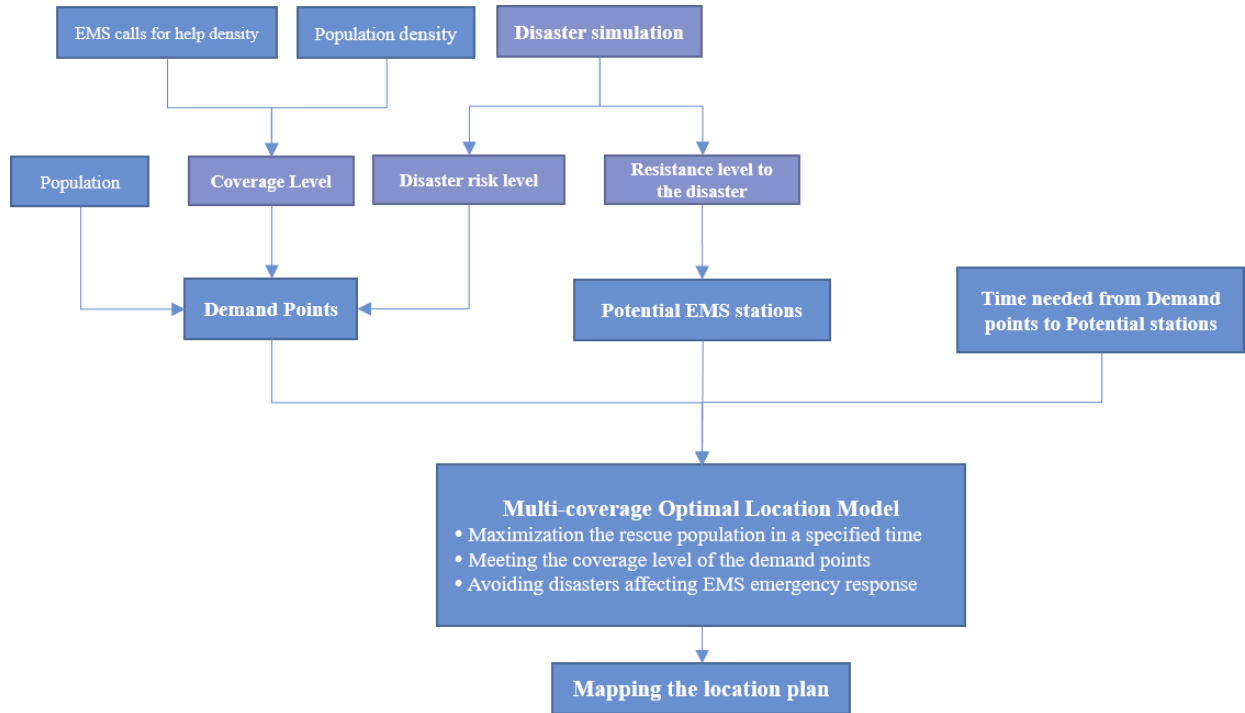 EMS calls for help density
Population density
Disaster simulation
Population
Coverage Level
Disaster risk level
Resistance level to
the disaster
Demand Points
Potential EMS stations
Time needed from Demand
points to Potential stations
Multi-coverage Optimal Location Model
• Maximization the rescue population in a specified time
• Meeting the coverage level of the demand points
• Avoiding disasters affecting EMS emergency response
Mapping the location plan